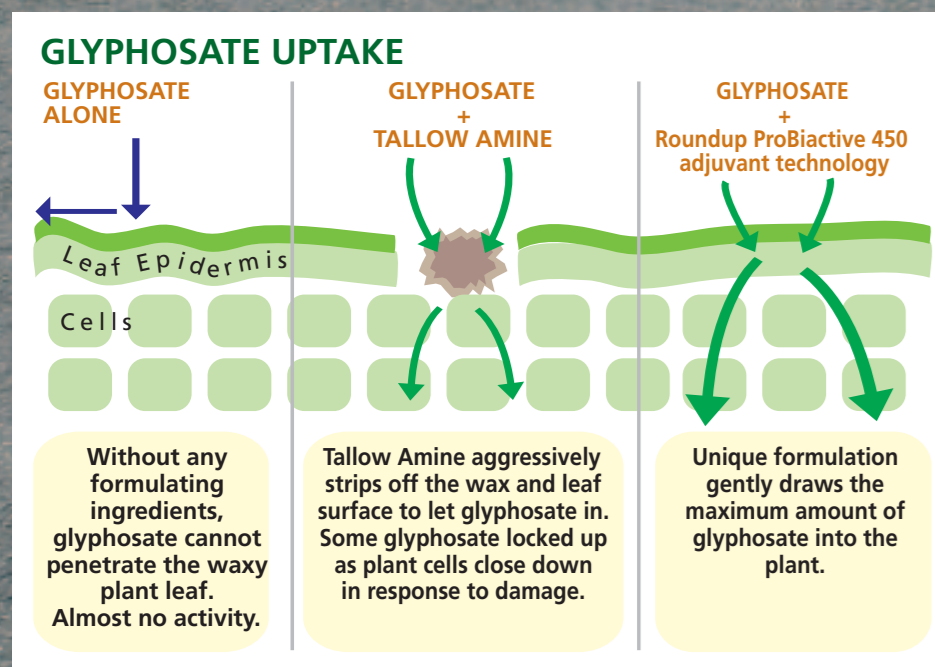 GLYPHOSATE UPTAKE
GLYPHOSATE
ALONE
GLYPHOSATE
+
TALLOW AMINE
GLYPHOSATE
+
Roundup ProBiactive 450
adjuvant technology
Leaf Epidermis
Cells
Without any
formulating
ingredients,
glyphosate cannot
penetrate the waxy
plant leaf.
Almost no activity.
Tallow Amine aggressively
strips off the wax and leaf
surface to let glyphosate in.
Some glyphosate locked up
as plant cells close down
in response to damage.
Unique formulation
gently draws the
maximum amount of
glyphosate into the
plant.